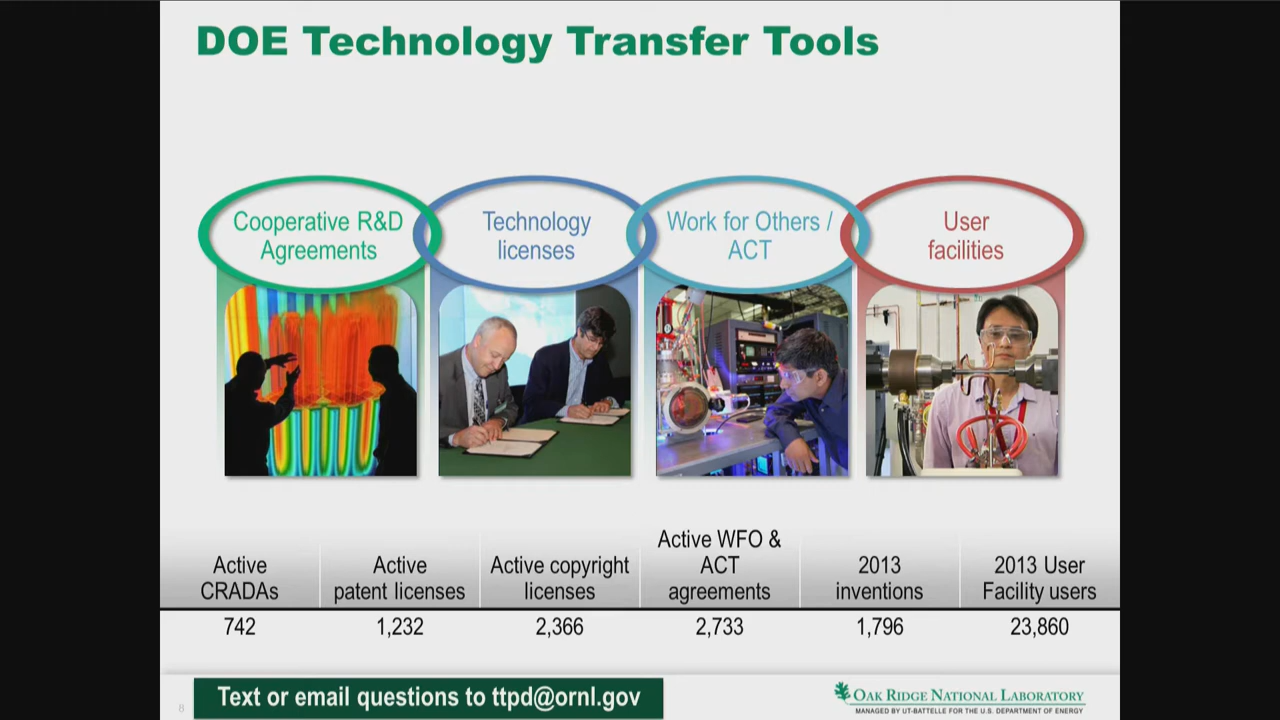 DOE Technology Transfer Tools
Cooperative R&D
Agreements
Technology
licenses
Work for Others /
ACT
User
facilities
Active
CRADAs
Active
patent licenses
Active copyright
licenses
Active WFO &
ACT
agreements
2013
inventions
2013 User
Facility users
742
1,232
2,366
2,733
1,796
23,860
8
Text or email questions to ttpd@ornl.gov
OAK RIDGE NATIONAL LABORATORY
MANAGED BY UT-BATTELLE FOR THE U.S. DEPARTMENT OF ENERGY